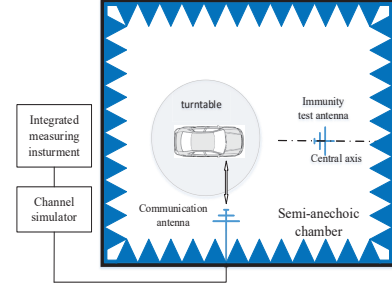 turntable
Immunity
test antenna
Central axis
Integrated
measuring
insturment
Channel
simulator
Communication
antenna
Semi-anechoic
chamber